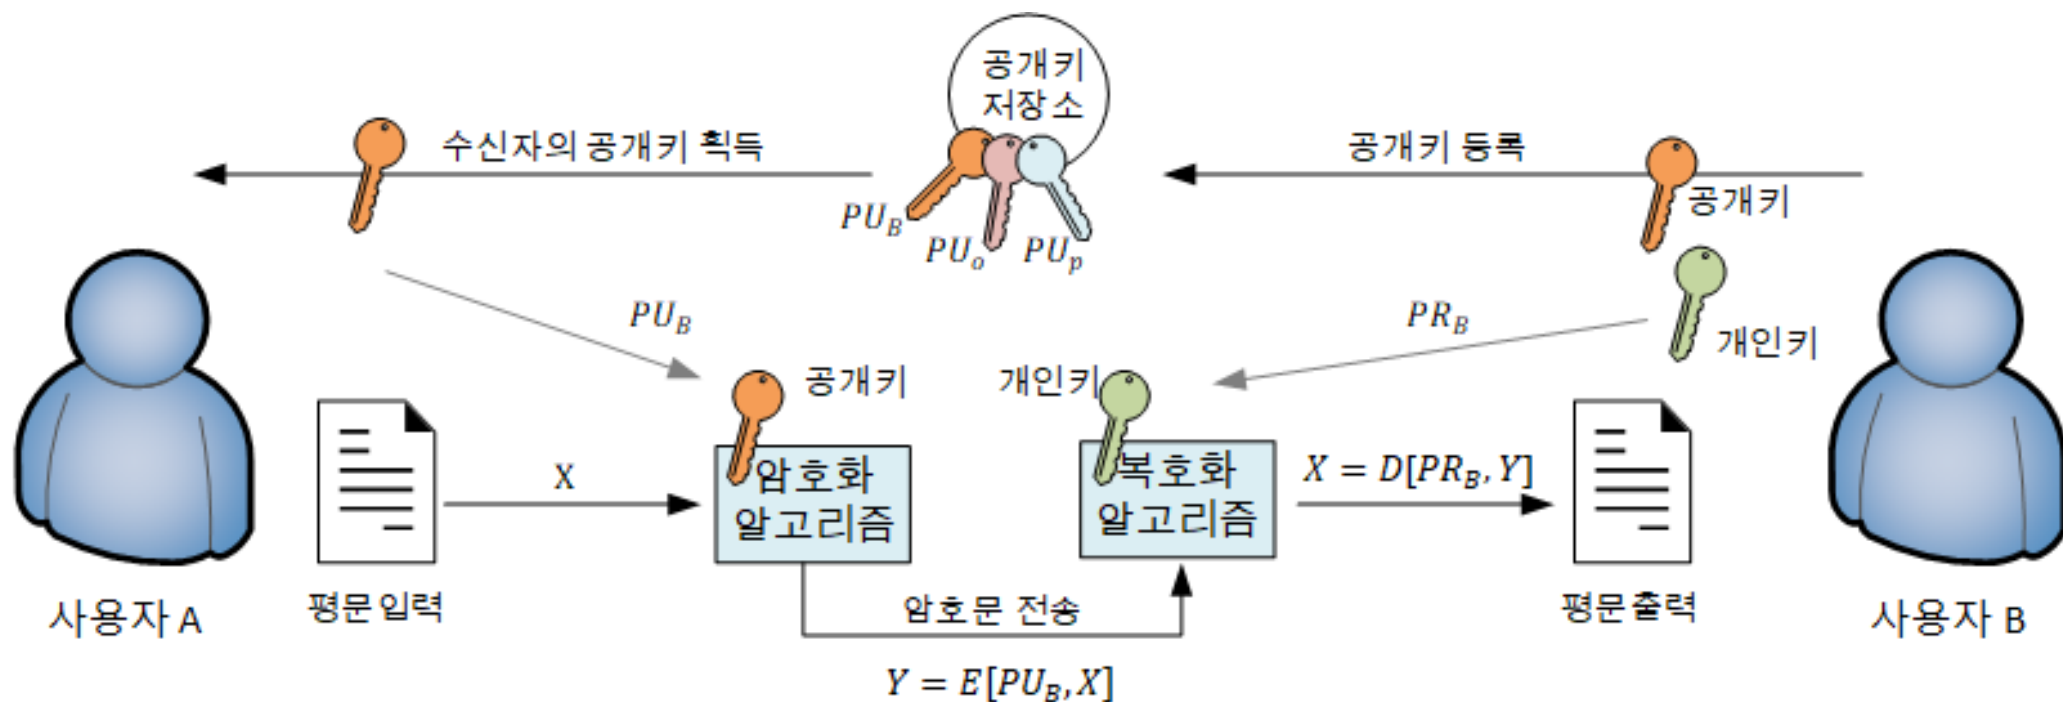 공개키
저장소
수신자의 공개키 획득
공개키 등록
공개키
PU_B
PU_o
PU_p
개인키
PU_B
PR_B
공개키
개인키
X
암호화
알고리즘
복호화
알고리즘
X = D[PR_B, Y]
평문입력
암호문 전송
평문출력
사용자 A
사용자 B
Y = E[PU_B, X]